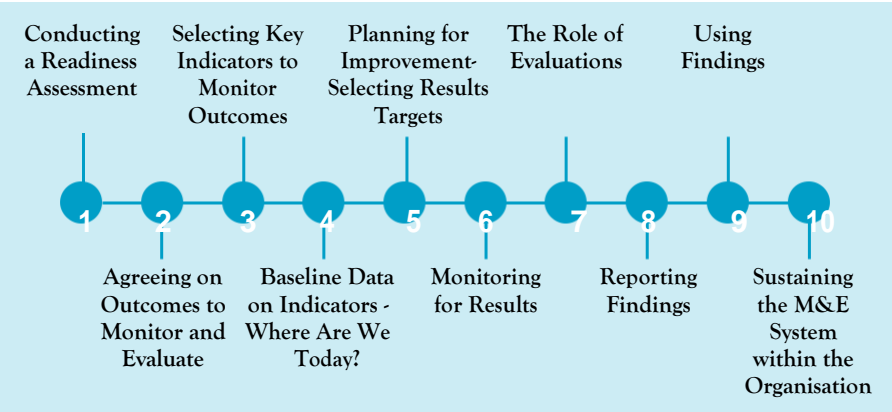 Conducting
a Readiness
Assessment
Selecting Key
Indicators to
Monitor
Outcomes
Planning for
Improvement-
Selecting Results
Targets
The Role of
Evaluations
Using
Findings
1
2
3
4
5
6
7
8
9
10
Agreeing on
Outcomes to
Monitor and
Evaluate
Baseline Data
on Indicators -
Where Are We
Today?
Monitoring
for Results
Reporting
Findings
Sustaining
the M&E
System
within the
Organisation